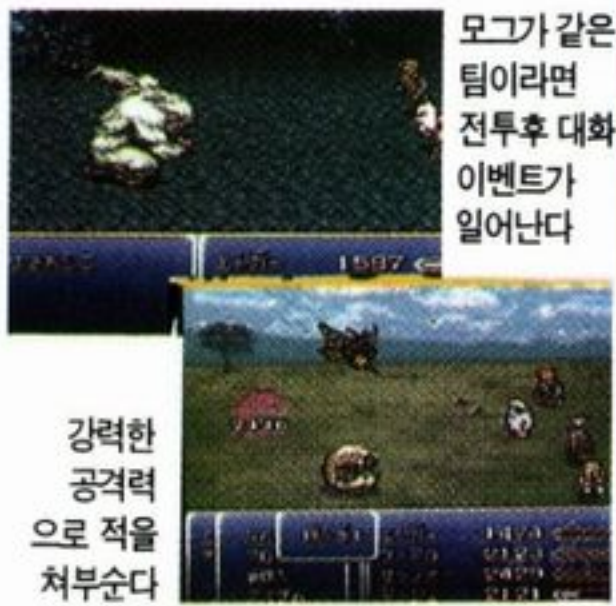 모그가 같은
팀이라면
전투후 대화
이벤트가
일어난다
1587
강력한
공격력
으로 적을
쳐부순다